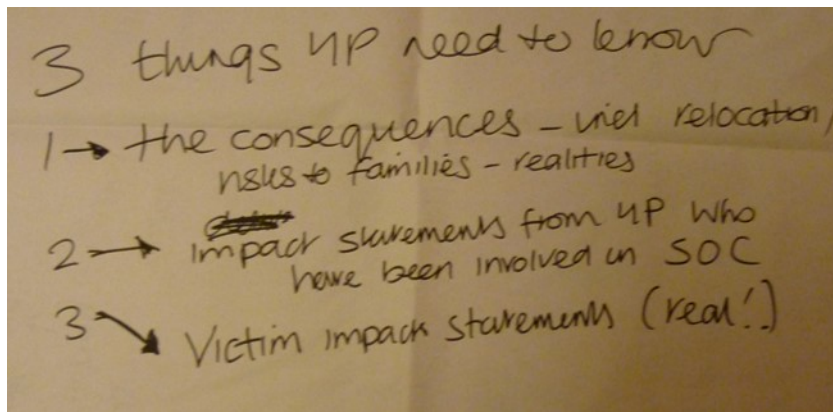 3 things YP need to know
1 → the consequences - incl relocation,
risks to families - realities
2 → impact statements from YP who
have been involved in SOC
3 → Victim impact statements (real!)